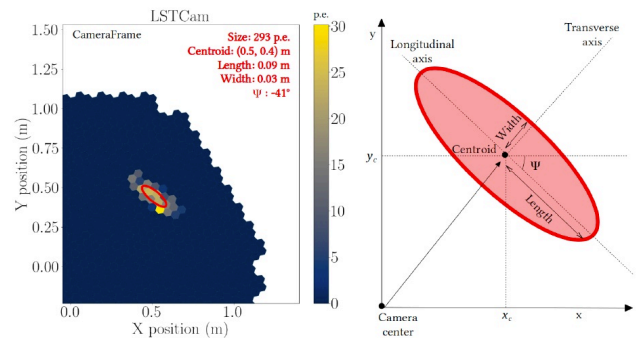 LSTCam
p.e.
CameraFrame
Size: 293 p.e.
Centroid: (0.5, 0.4) m
Length: 0.09 m
Width: 0.03 m
Ψ : -41°
1.50
1.25
1.00
0.75
0.50
0.25
0.00
Y position (m)
0.0
0.5
1.0
X position (m)
30
25
20
15
10
5
0
y
Longitudinal
axis
Transverse
axis
Width
Centroid
Ψ
Length
y_c
x_c
x
Camera
center